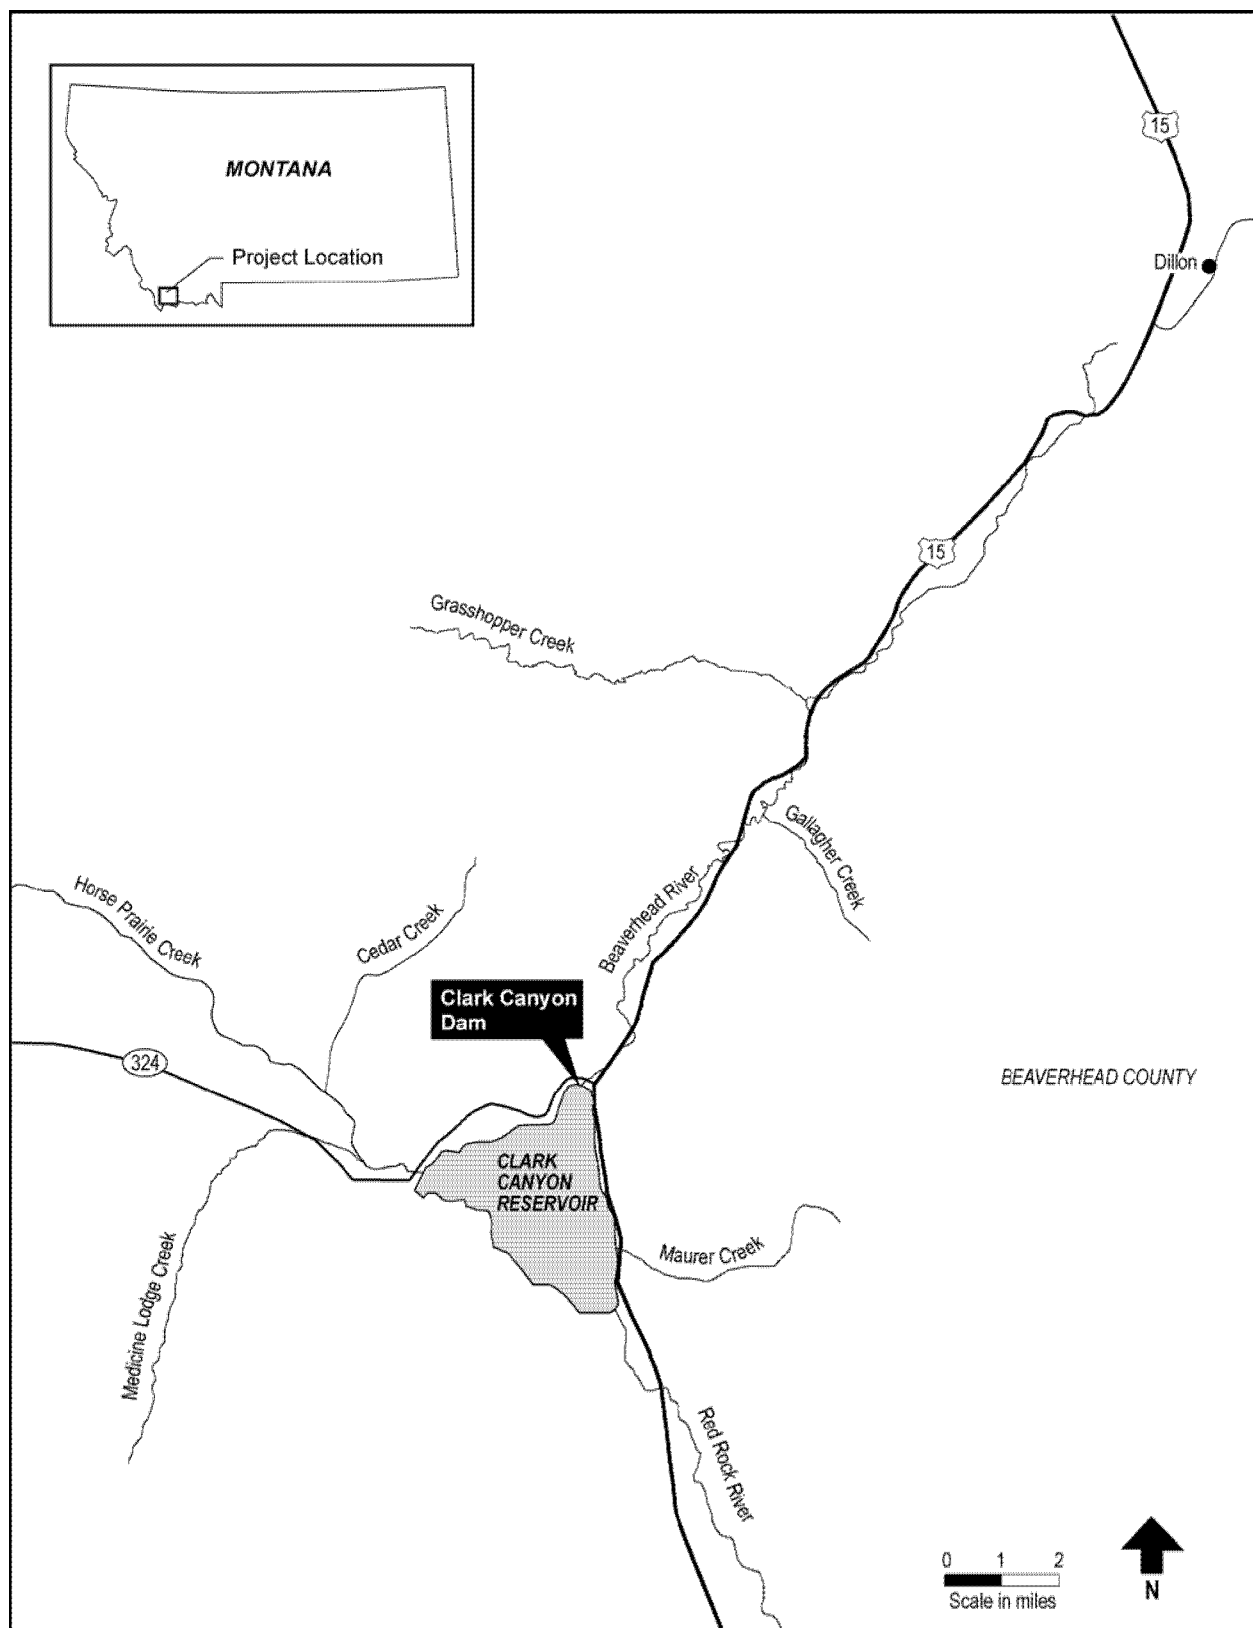 MONTANA
Project Location
15
Dillon
15
Grasshopper Creek
Gallagher Creek
Beaverhead River
Horse Prairie Creek
Cedar Creek
Clark Canyon
Dam
324
BEAVERHEAD COUNTY
CLARK
CANYON
RESERVOIR
Maurer Creek
Medicine Lodge Creek
Red Rock River
0 1 2
Scale in miles
N